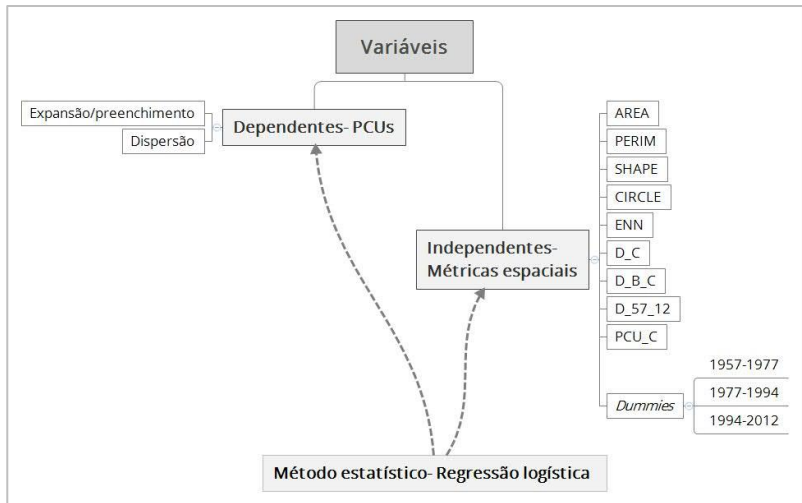 Variáveis
Expansão/preenchimento
Dispersão
Dependentes- PCUs
Independentes-
Métricas espaciais
AREA
PERIM
SHAPE
CIRCLE
ENN
D_C
D_B_C
D_57_12
PCU_C
Dummies
1957-1977
1977-1994
1994-2012
Método estatístico- Regressão logística